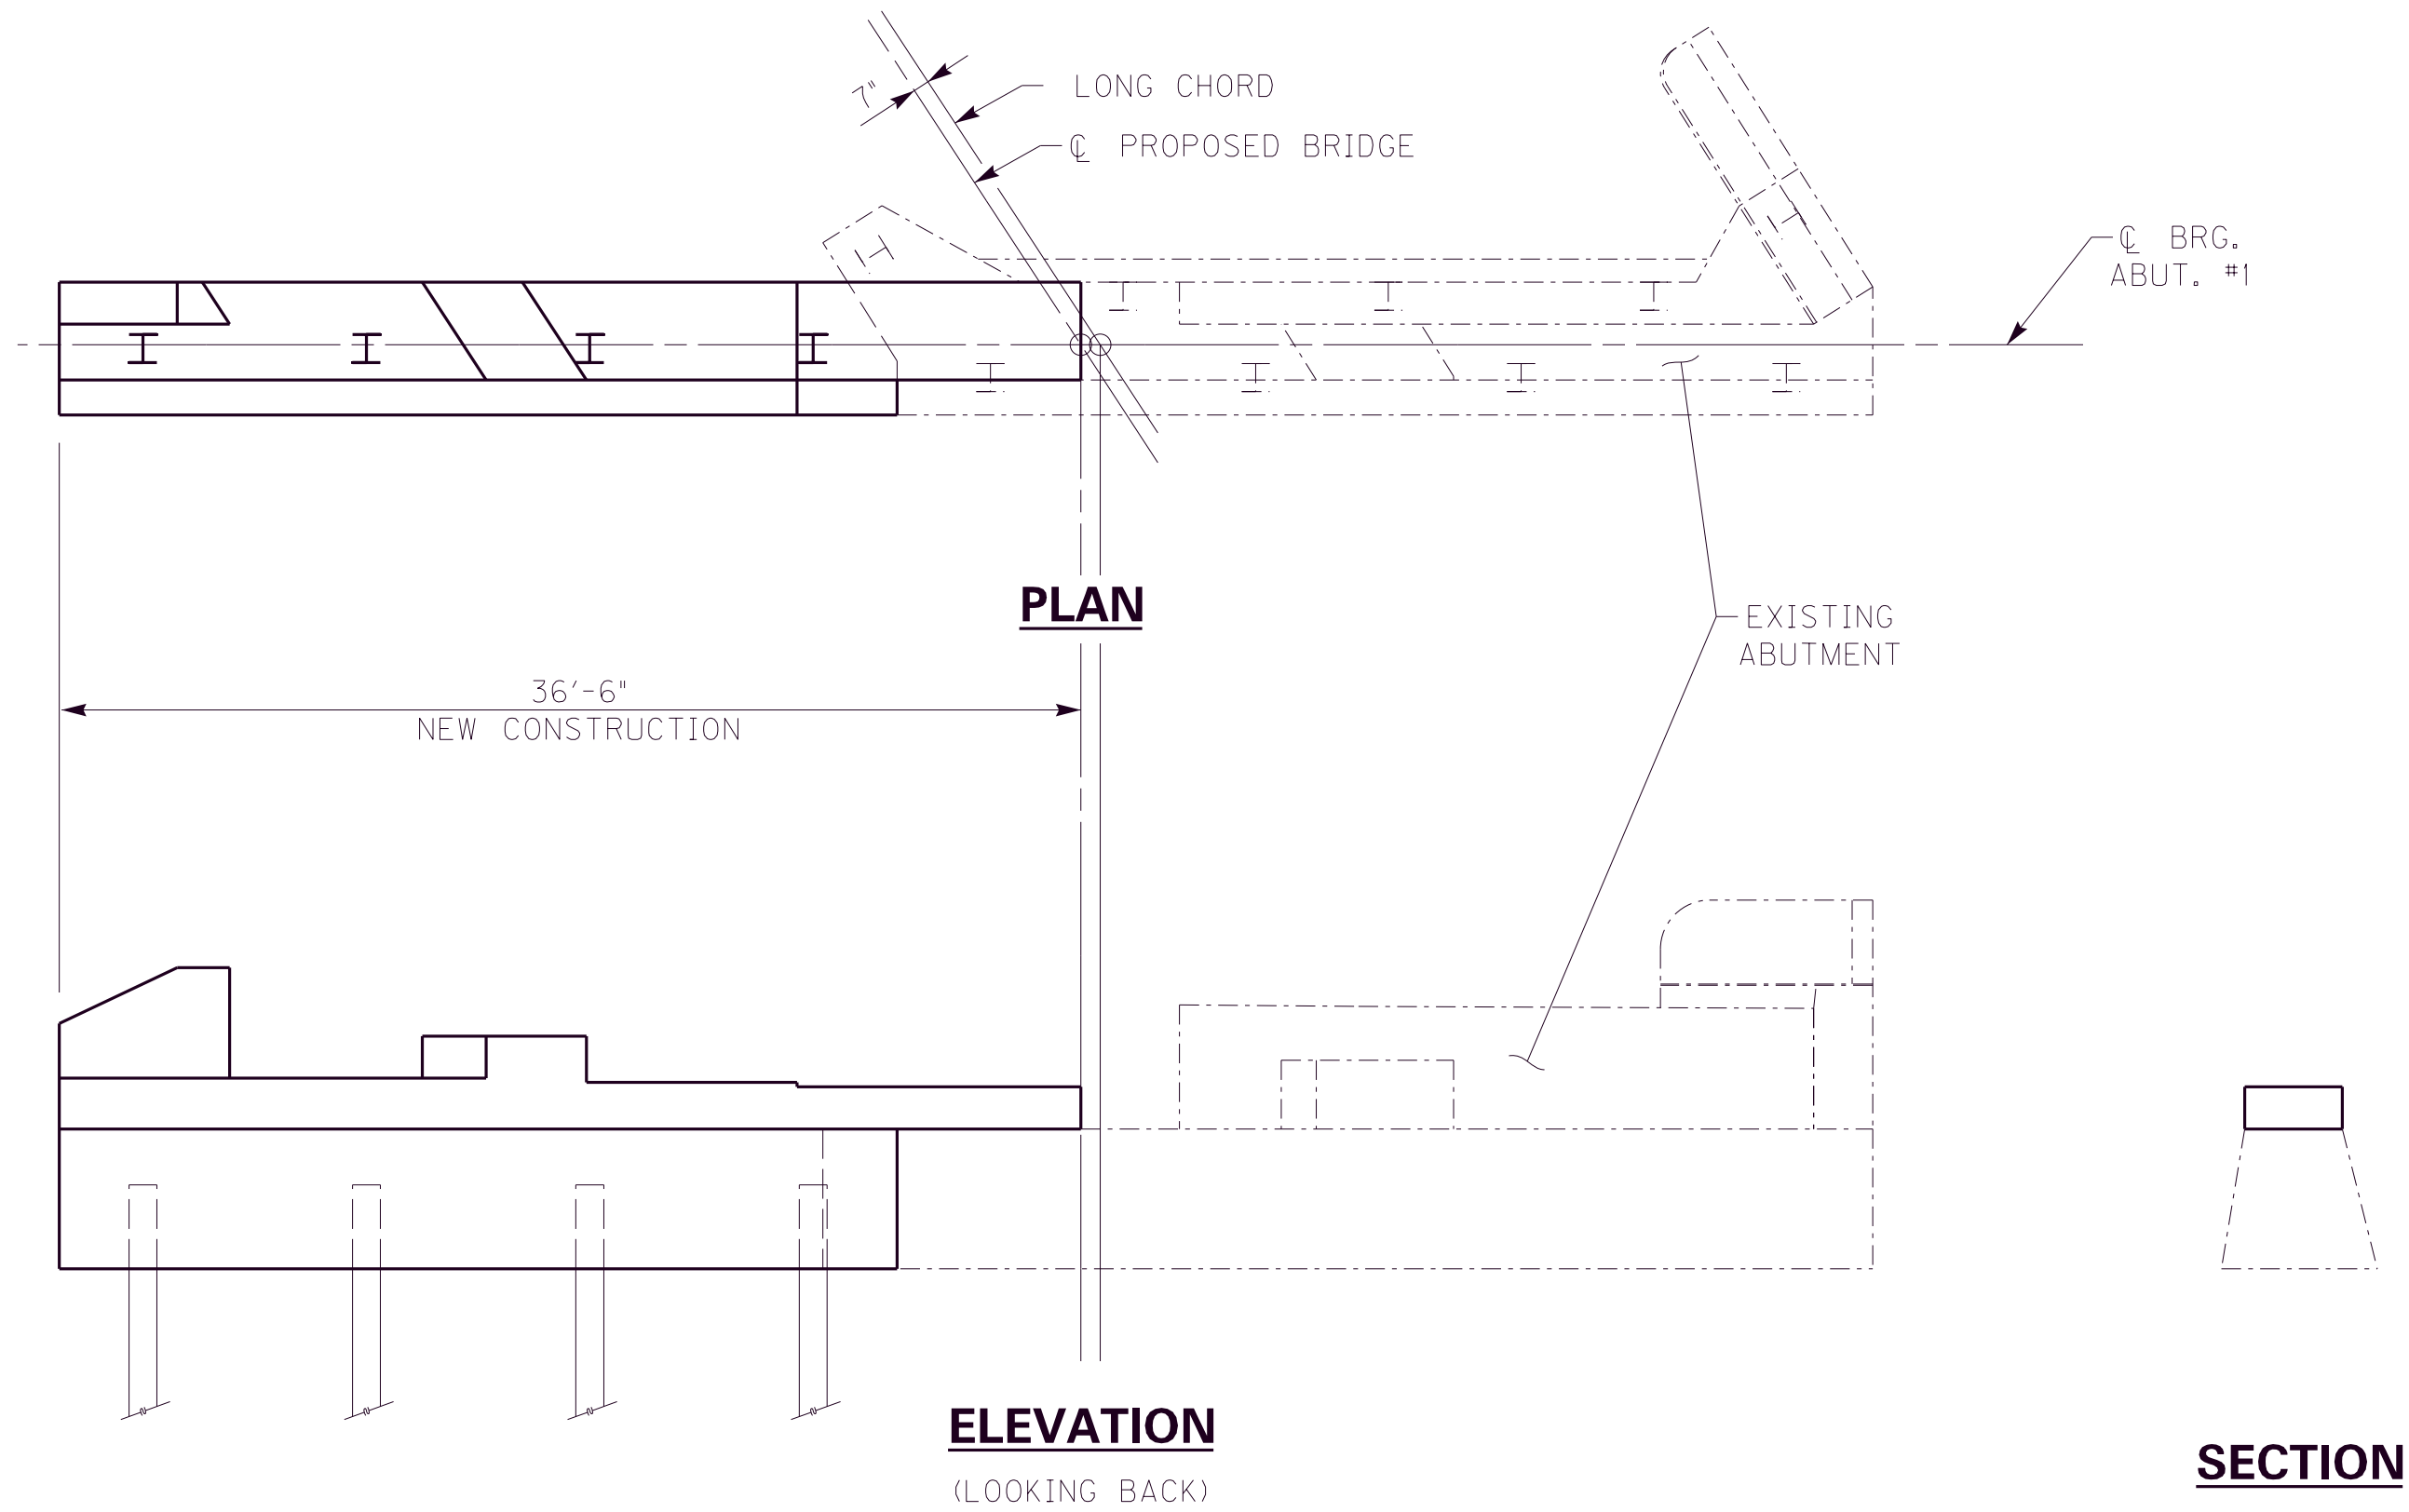 7"
LONG CHORD
℄ PROPOSED BRIDGE
℄ BRG.
ABUT. #1
PLAN
EXISTING
ABUTMENT
36'-6"
NEW CONSTRUCTION
ELEVATION
(LOOKING BACK)
SECTION